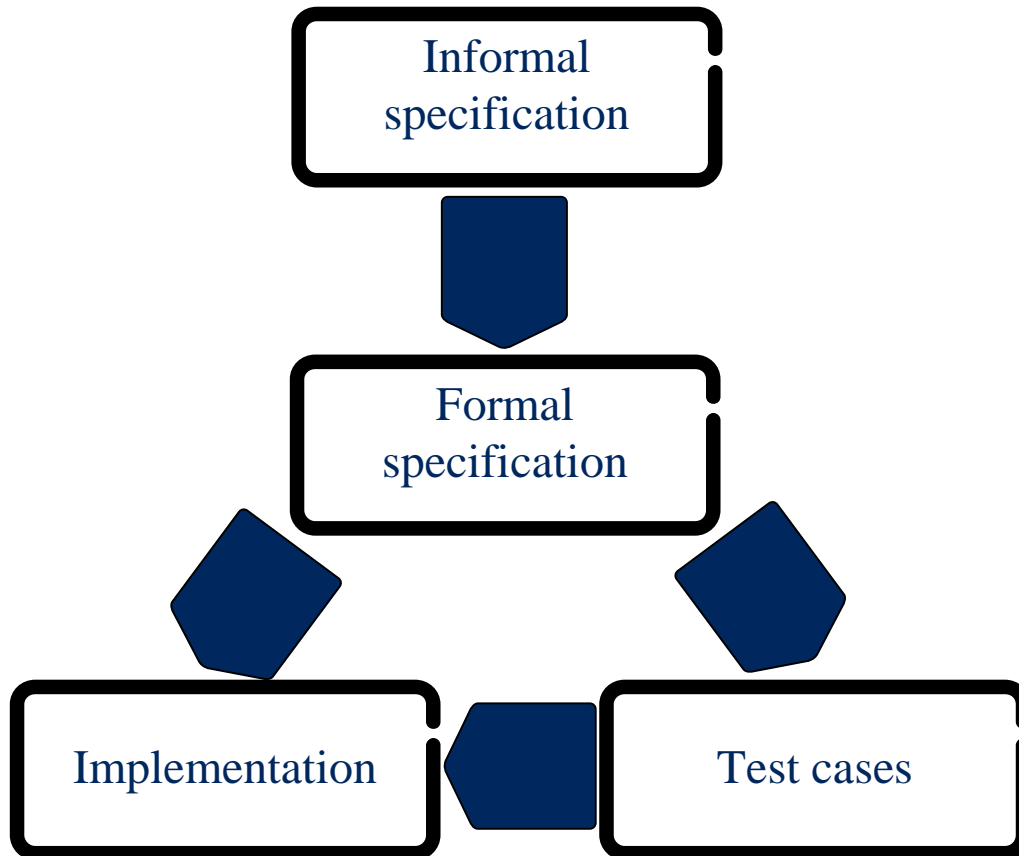 Informal
specification
Formal
specification
Implementation
Test cases